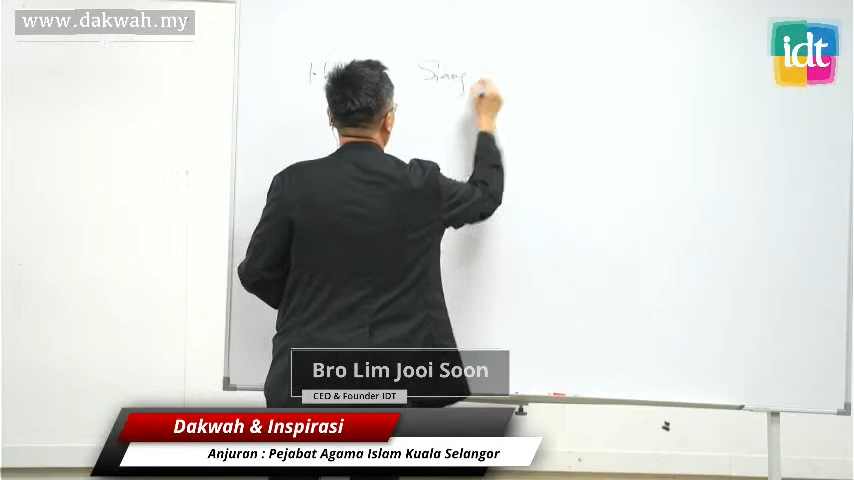 www.dakwah.my
idt
Siang
Bro Lim Jooi Soon
CEO & Founder IDT
Dakwah & Inspirasi
Anjuran : Pejabat Agama Islam Kuala Selangor